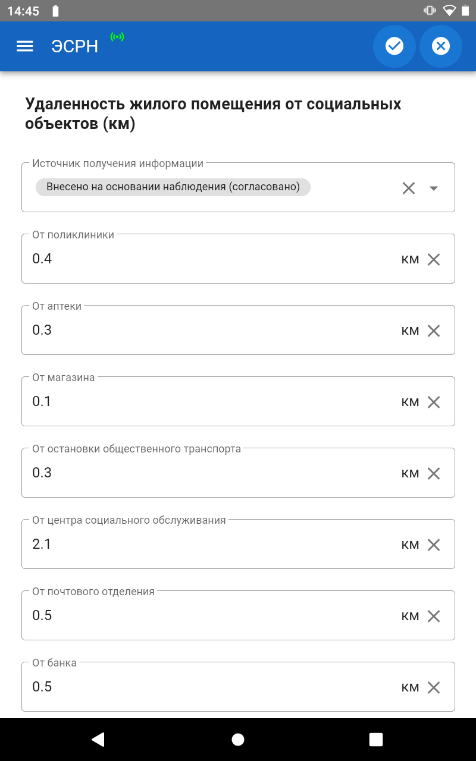 14:45
ЭСРН
Удаленность жилого помещения от социальных
объектов (км)
Источник получения информации
Внесено на основании наблюдения (согласовано)
От поликлиники
0.4 км
От аптеки
0.3 км
От магазина
0.1 км
От остановки общественного транспорта
0.3 км
От центра социального обслуживания
2.1 км
От почтового отделения
0.5 км
От банка
0.5 км